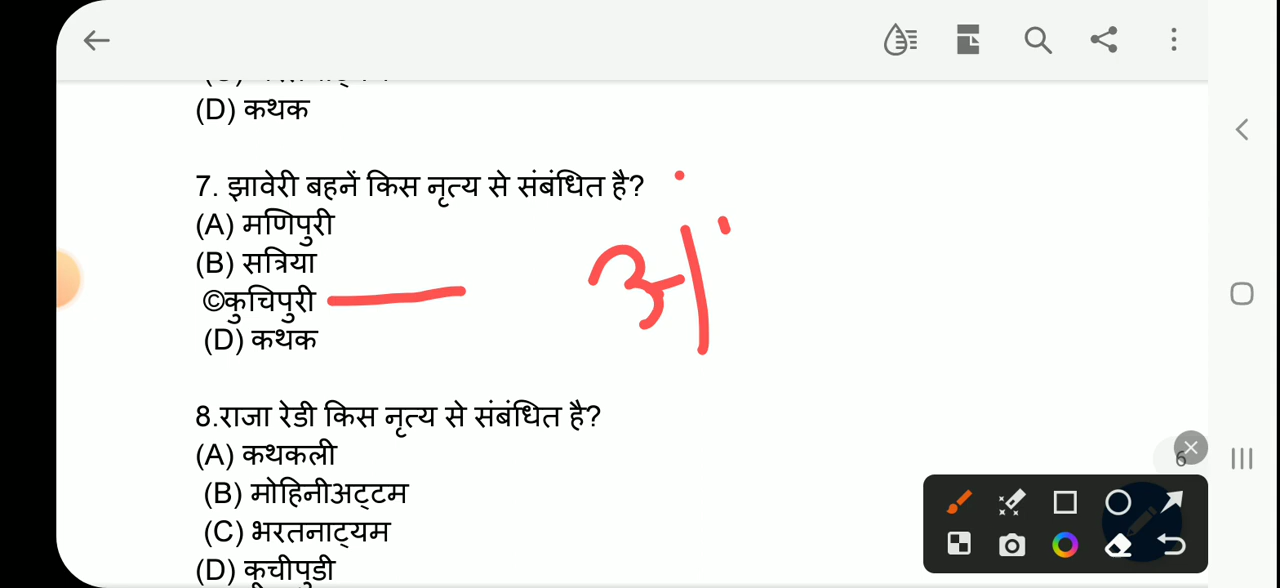 (D) कथक
7. झावेरी बहनें किस नृत्य से संबंधित है?
(A) मणिपुरी
(B) सत्रिया
©कुचिपुरी
(D) कथक
8.राजा रेडी किस नृत्य से संबंधित है?
(A) कथकली
(B) मोहिनीअट्टम
(C) भरतनाट्यम
(D) कूचीपुडी
6